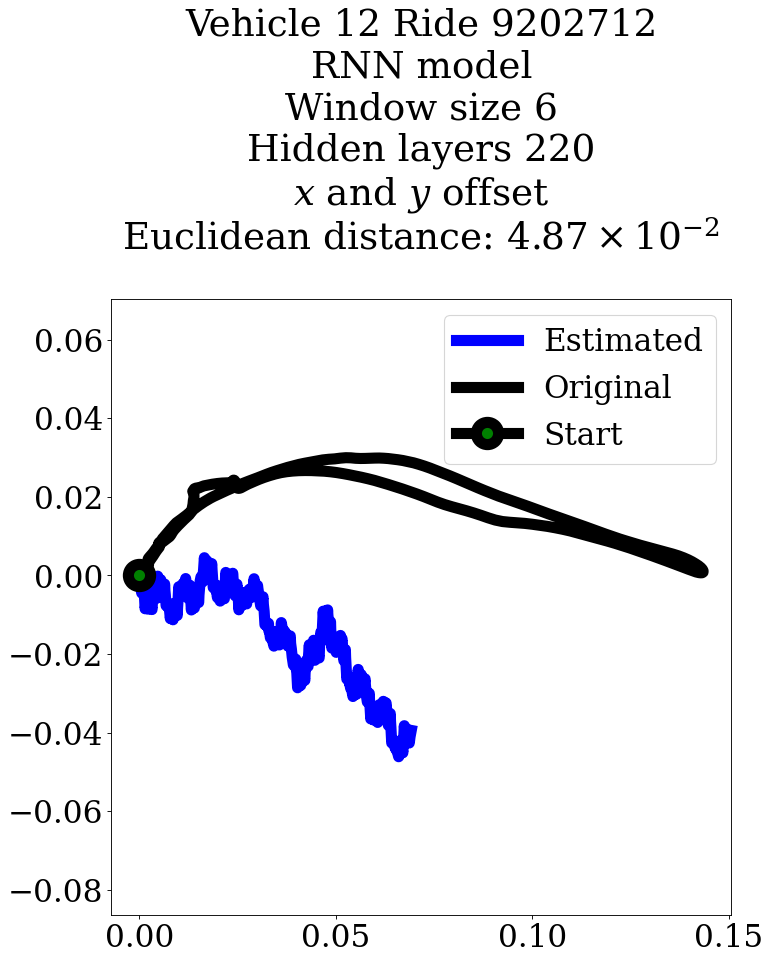 Vehicle 12 Ride 9202712
RNN model
Window size 6
Hidden layers 220
x and y offset
Euclidean distance: 4.87 × 10⁻²
Estimated
Original
Start
0.06
0.04
0.02
0.00
−0.02
−0.04
−0.06
−0.08
0.00 0.05 0.10 0.15